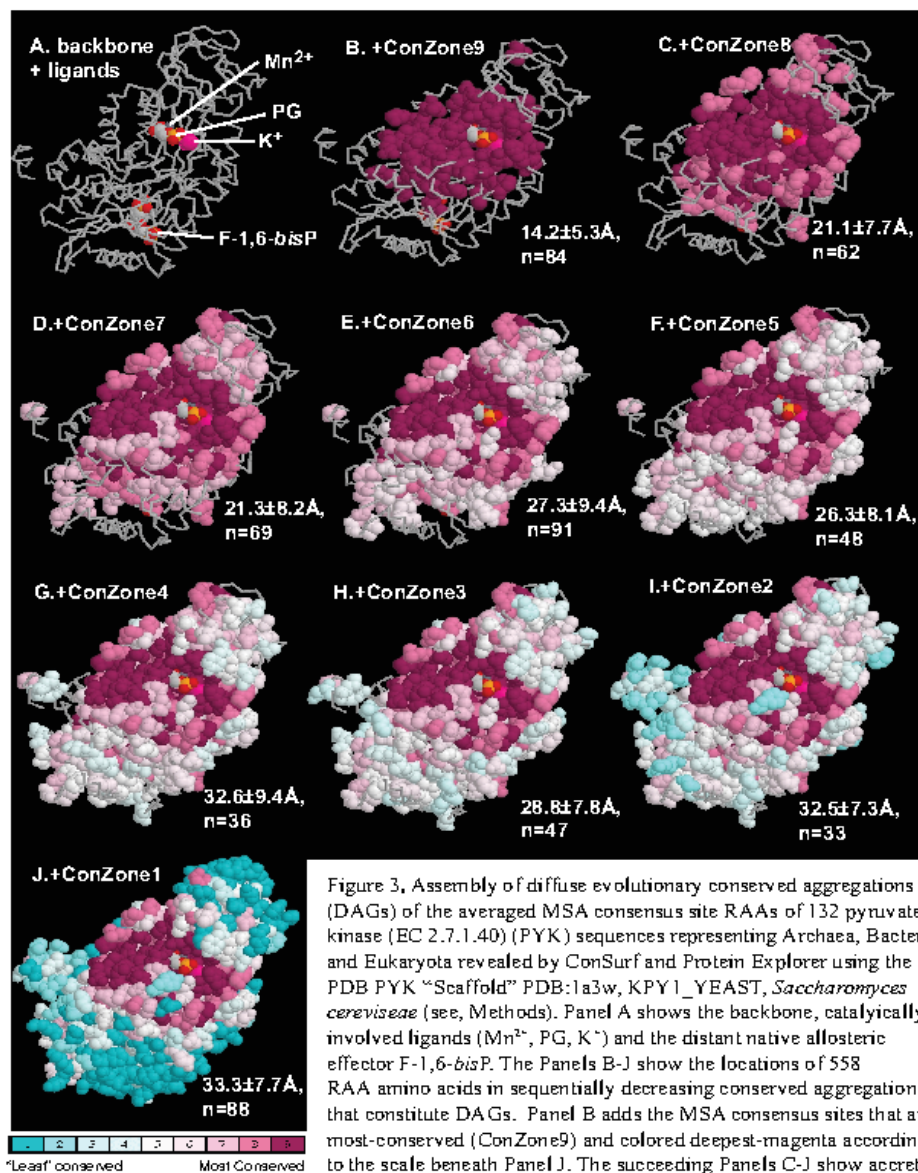 A. backbone
+ ligands
Mn2+
PG
K+
F-1,6-bisP
B. +ConZone9
14.2±5.3Å,
n=84
C.+ConZone8
21.1±7.7Å,
n=62
D.+ConZone7
21.3±8.2Å,
n=69
E.+ConZone6
27.3±9.4Å,
n=91
F.+ConZone5
26.3±8.1Å,
n=48
G.+ConZone4
32.6±9.4Å,
n=36
H.+ConZone3
28.8±7.8Å,
n=47
I.+ConZone2
32.5±7.3Å,
n=33
J.+ConZone1
33.3±7.7Å,
n=88
1 2 3 4 5 6 7 8 9
"Least" conserved Most Conserved
Figure 3, Assembly of diffuse evolutionary conserved aggregations
(DAGs) of the averaged MSA consensus site RAAs of 132 pyruvate
kinase (EC 2.7.1.40) (PYK) sequences representing Archaea, Bacter
and Eukaryota revealed by ConSurf and Protein Explorer using the
PDB PYK "Scaffold" PDB:1a3w, KPY1_YEAST, Saccharomyces
cereviseae (see, Methods). Panel A shows the backbone, catalyically
involved ligands (Mn2+, PG, K+) and the distant native allosteric
effector F-1,6-bisP. The Panels B-J show the locations of 558
RAA amino acids in sequentially decreasing conserved aggregation
that constitute DAGs. Panel B adds the MSA consensus sites that a
most-conserved (ConZone9) and colored deepest-magenta accordin
to the scale beneath Panel J. The succeeding Panels C-J show accre